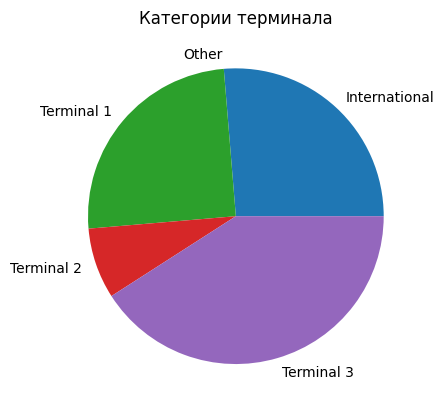 Категории терминала
Other
International
Terminal 1
Terminal 2
Terminal 3